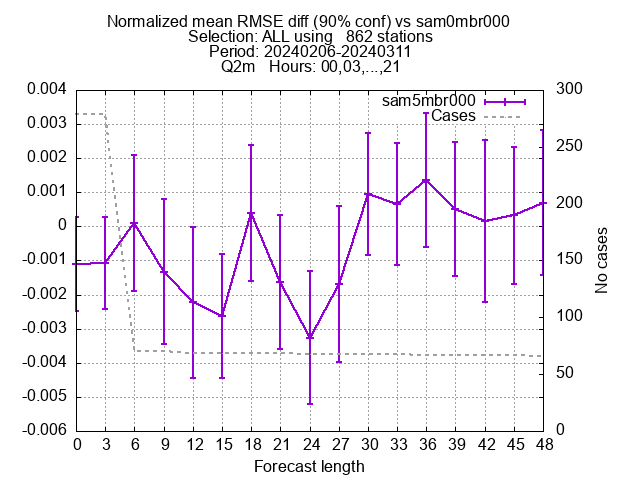 Normalized mean RMSE diff (90% conf) vs sam0mbr000
Selection: ALL using   862 stations
Period: 20240206-20240311
Q2m   Hours: 00,03,...,21
sam5mbr000
Cases
0.004
0.003
0.002
0.001
0
-0.001
-0.002
-0.003
-0.004
-0.005
-0.006
300
250
200
150
100
50
0
No cases
0 3 6 9 12 15 18 21 24 27 30 33 36 39 42 45 48
Forecast length